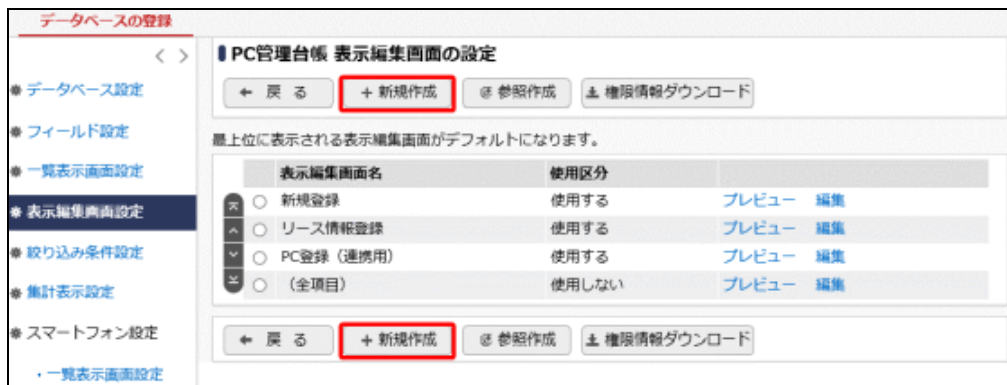 データベースの登録
< >
データベース設定
フィールド設定
一覧表示画面設定
表示編集画面設定
絞り込み条件設定
集計表示設定
スマートフォン設定
・一覧表示画面設定
PC管理台帳 表示編集画面の設定
← 戻 る ＋新規作成 参照作成 権限情報ダウンロード
最上位に表示される表示編集画面がデフォルトになります。
表示編集画面名 使用区分
新規登録 使用する プレビュー 編集
リース情報登録 使用する プレビュー 編集
PC登録（連携用） 使用する プレビュー 編集
（全項目） 使用しない プレビュー 編集
← 戻 る ＋新規作成 参照作成 権限情報ダウンロード